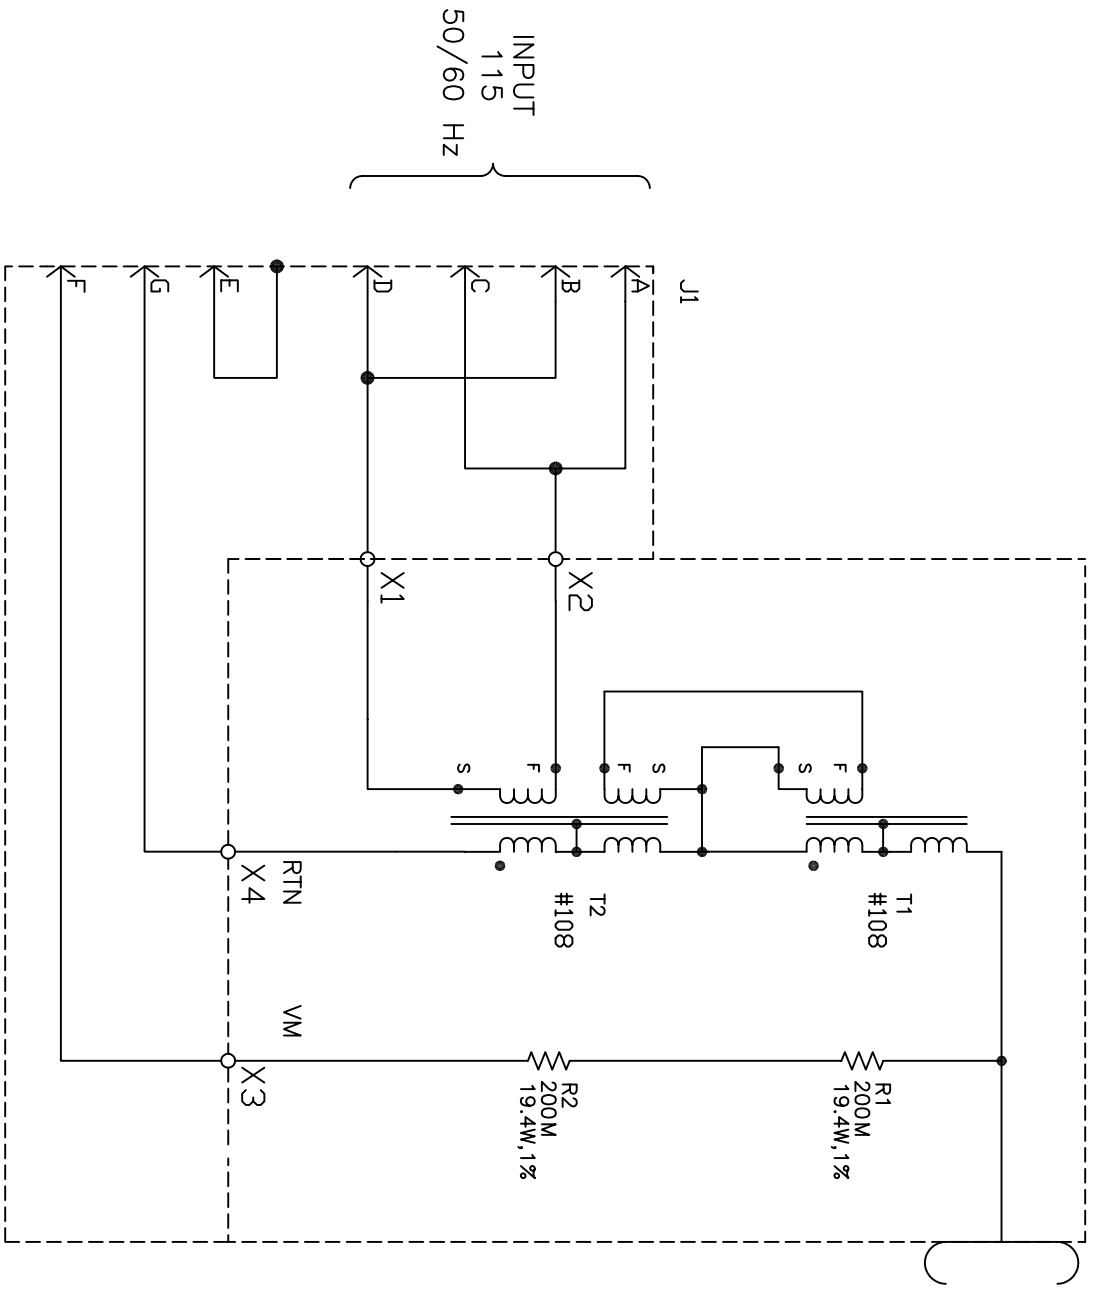 INPUT
115
50/60 Hz
J1
A
B
C
D
E
G
F
X2
X1
F
S
S
F
F
S
T1
#108
T2
#108
RTN
X4
VM
X3
R1
200M
19.4W,1%
R2
200M
19.4W,1%